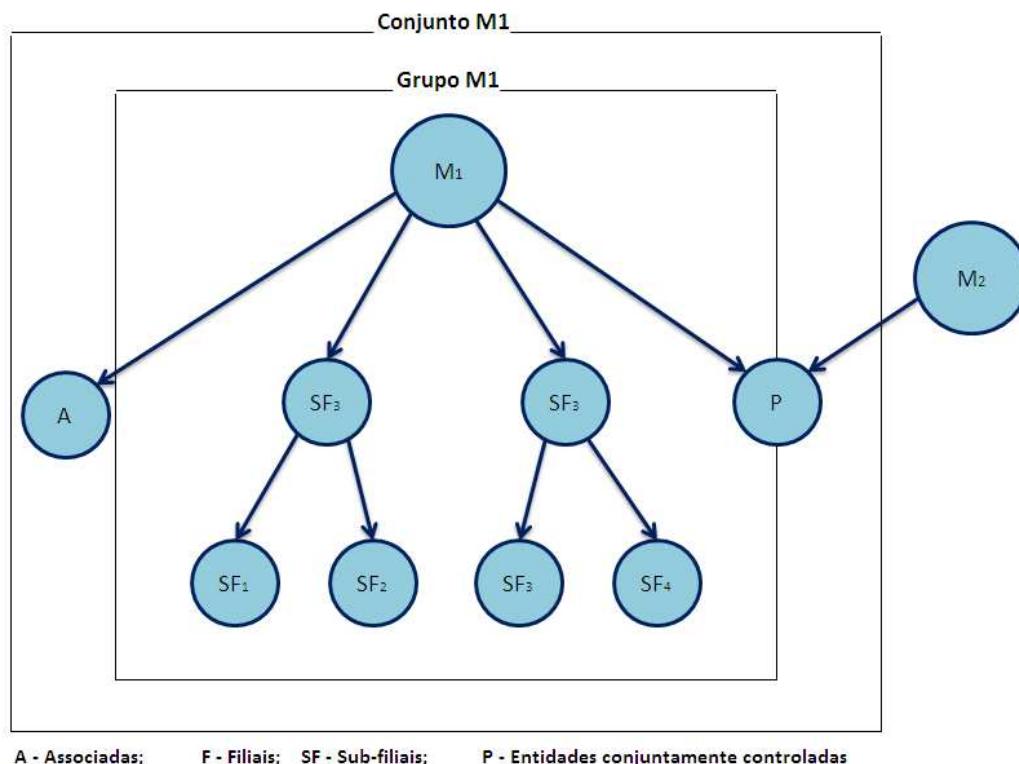 Conjunto M1
Grupo M1
M1
M2
A
SF3
SF3
P
SF1
SF2
SF3
SF4
A - Associadas; F - Filiais; SF - Sub-filiais; P - Entidades conjuntamente controladas